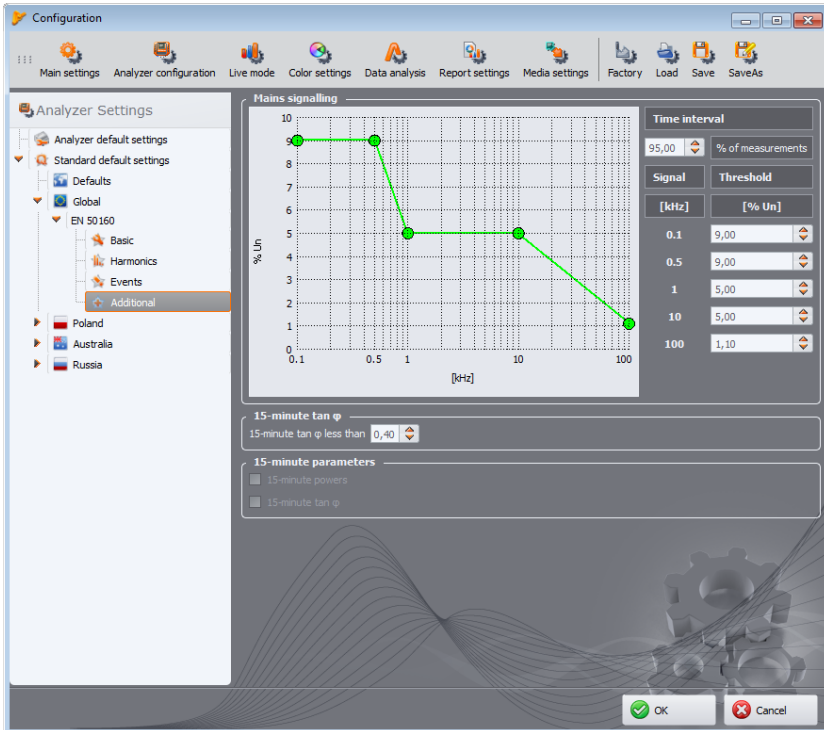 Configuration
Main settings
Analyzer configuration
Live mode
Color settings
Data analysis
Report settings
Media settings
Factory
Load
Save
SaveAs
Analyzer Settings
Analyzer default settings
Standard default settings
Defaults
Global
EN 50160
Basic
Harmonics
Events
Additional
Poland
Australia
Russia
Mains signalling
10
9
8
7
6
5
4
3
2
1
0
% Un
0.1
0.5
1
10
100
[kHz]
Time interval
95,00
% of measurements
Signal
Threshold
[kHz]
[% Un]
0.1
9,00
0.5
9,00
1
5,00
10
5,00
100
1,10
15-minute tan φ
15-minute tan φ less than
0,40
15-minute parameters
15-minute powers
15-minute tan φ
OK
Cancel